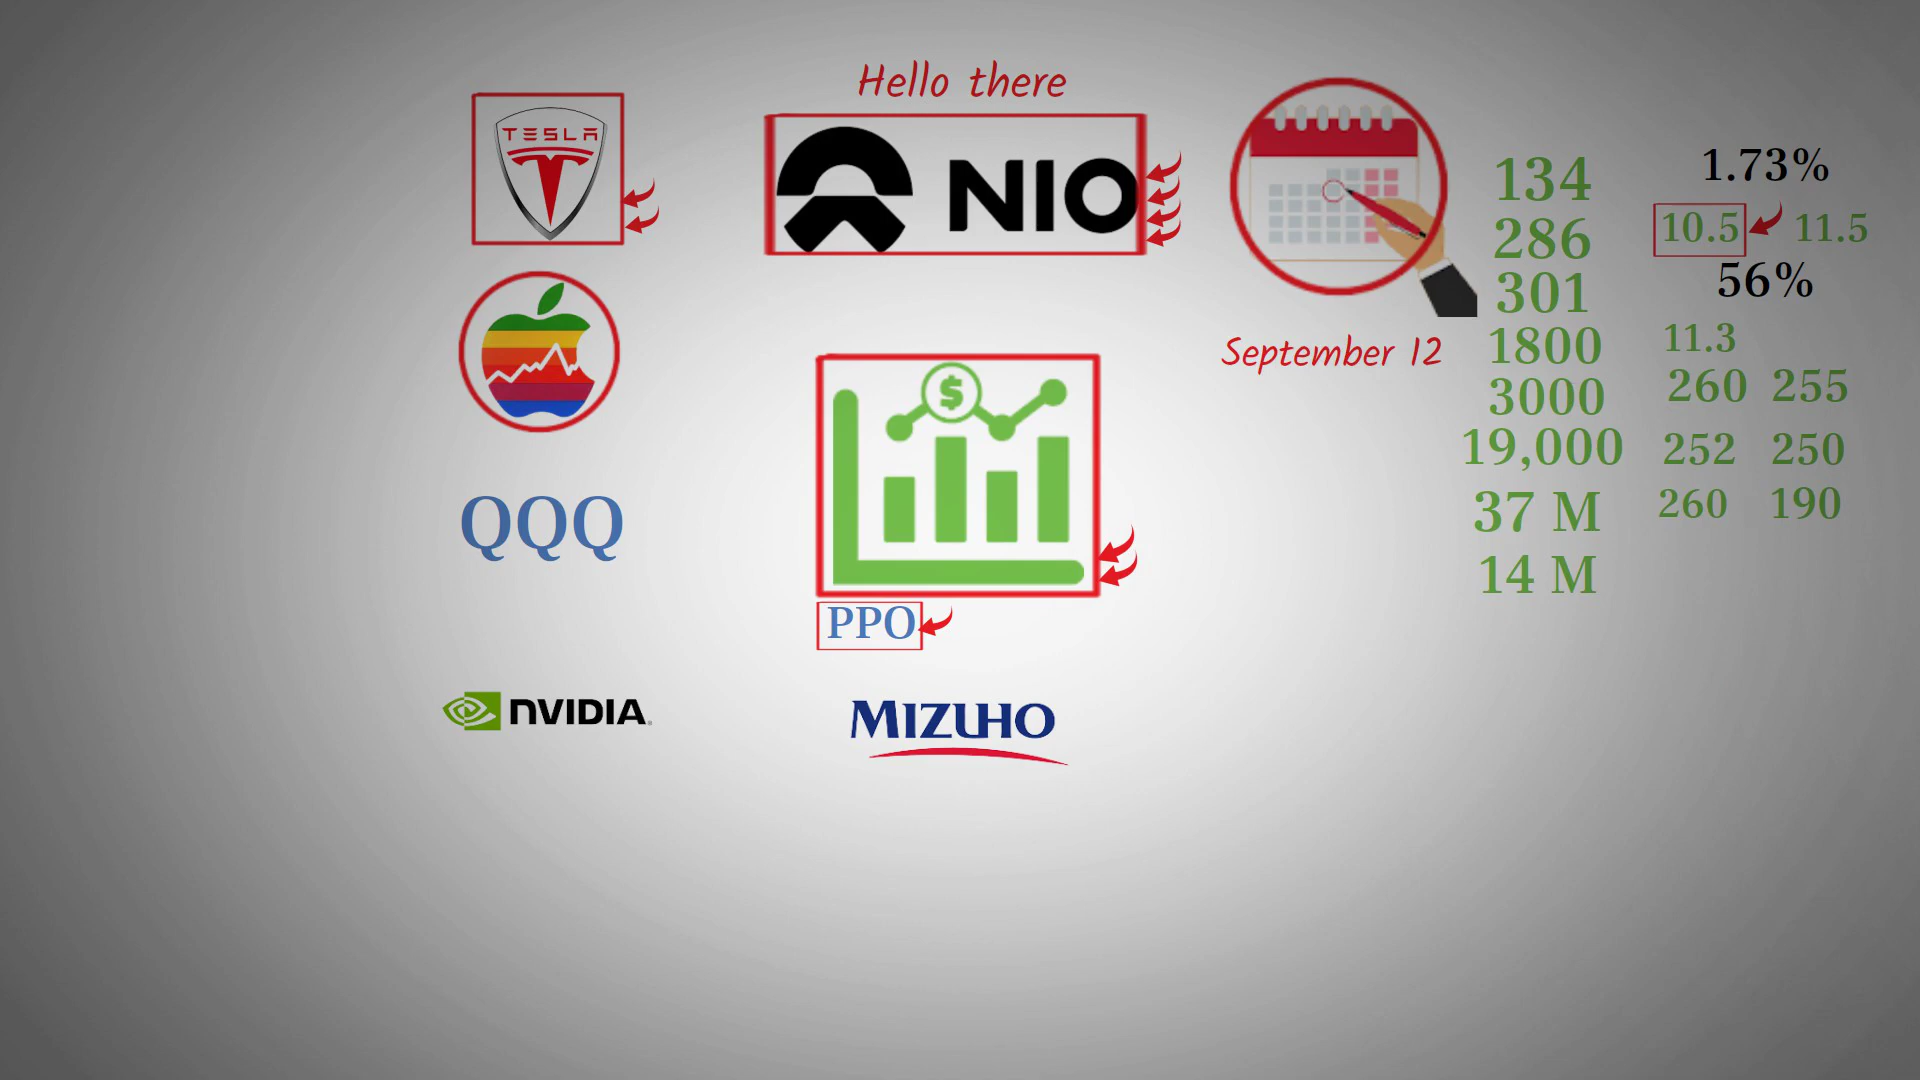 Hello there
TESLA
NIO
$
September 12
QQQ
PPO
NVIDIA.
MIZUHO
134
286
301
1800
3000
19,000
37 M
14 M
1.73%
10.5 11.5
56%
11.3
260 255
252 250
260 190